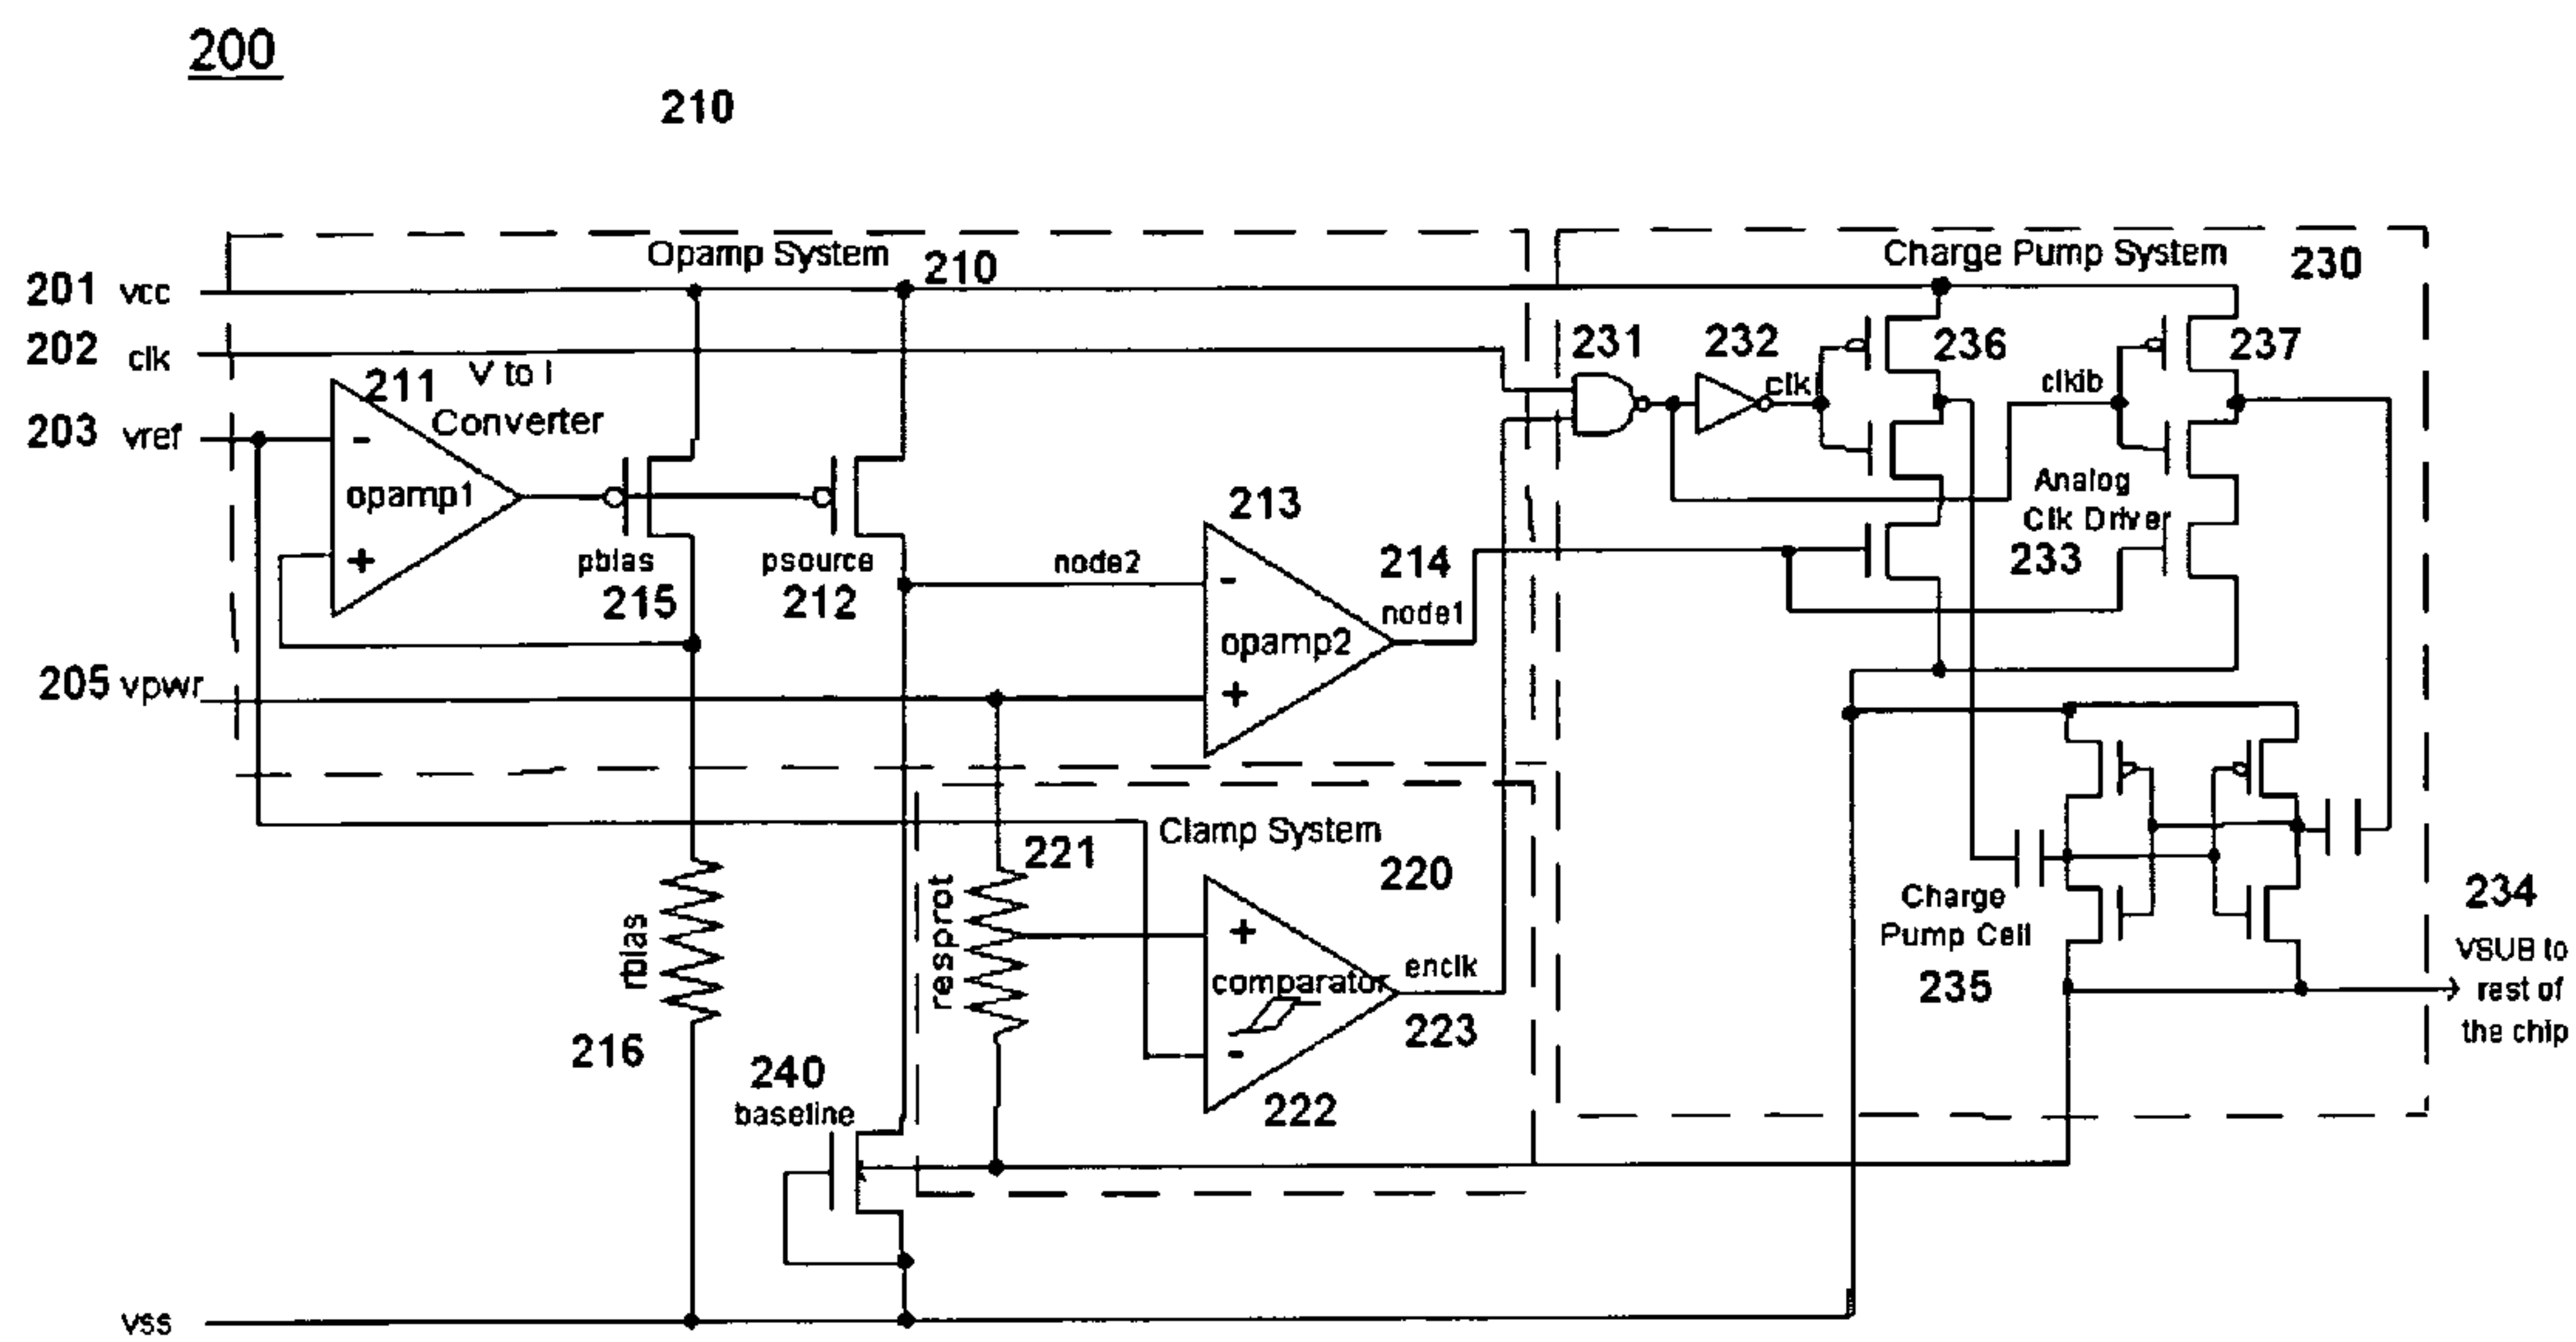 200
210
Opamp System
210
Charge Pump System
230
201 vcc
202 clk
203 vref
205 vpwr
211
V to I
Converter
-
opamp1
+
pbias
215
psource
212
node2
213
-
opamp2
+
214
node1
231
232
clki
236
clkib
237
Analog
Clk Driver
233
Clamp System
220
221
resprot
rbias
216
+
comparator
-
enclk
223
222
240
baseline
Charge
Pump Cell
235
234
VSUB to
rest of
the chip
vss